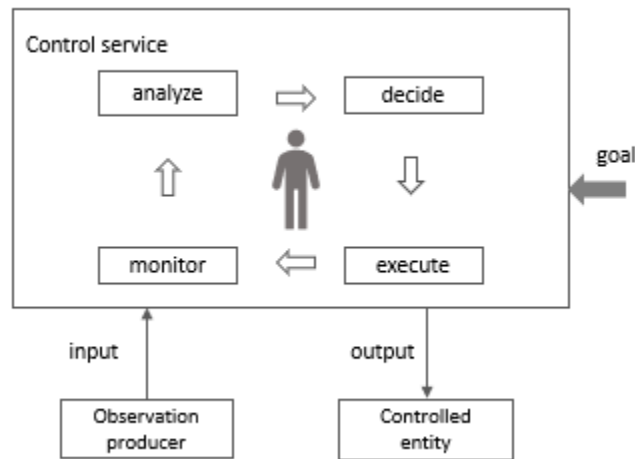 Control service
analyze
decide
goal
monitor
execute
input
output
Observation
producer
Controlled
entity